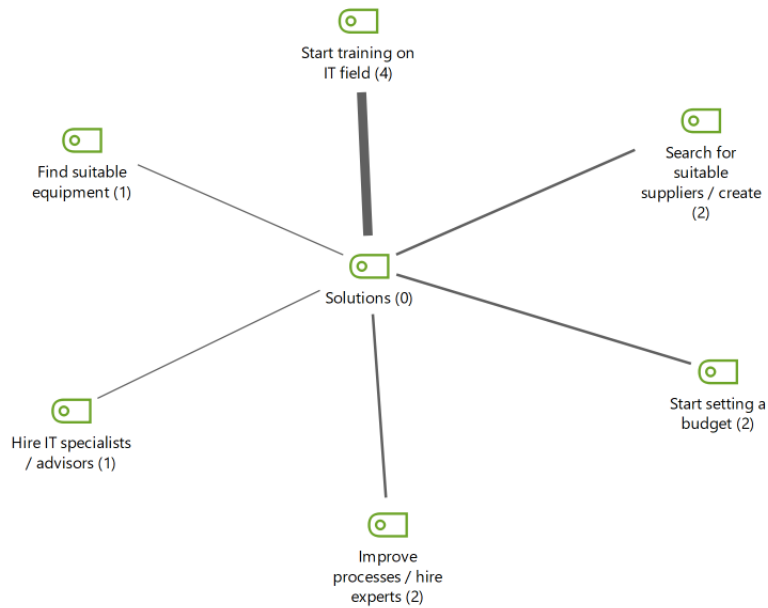 Start training on
IT field (4)
Search for
suitable
suppliers / create
(2)
Find suitable
equipment (1)
Solutions (0)
Start setting a
budget (2)
Hire IT specialists
/ advisors (1)
Improve
processes / hire
experts (2)